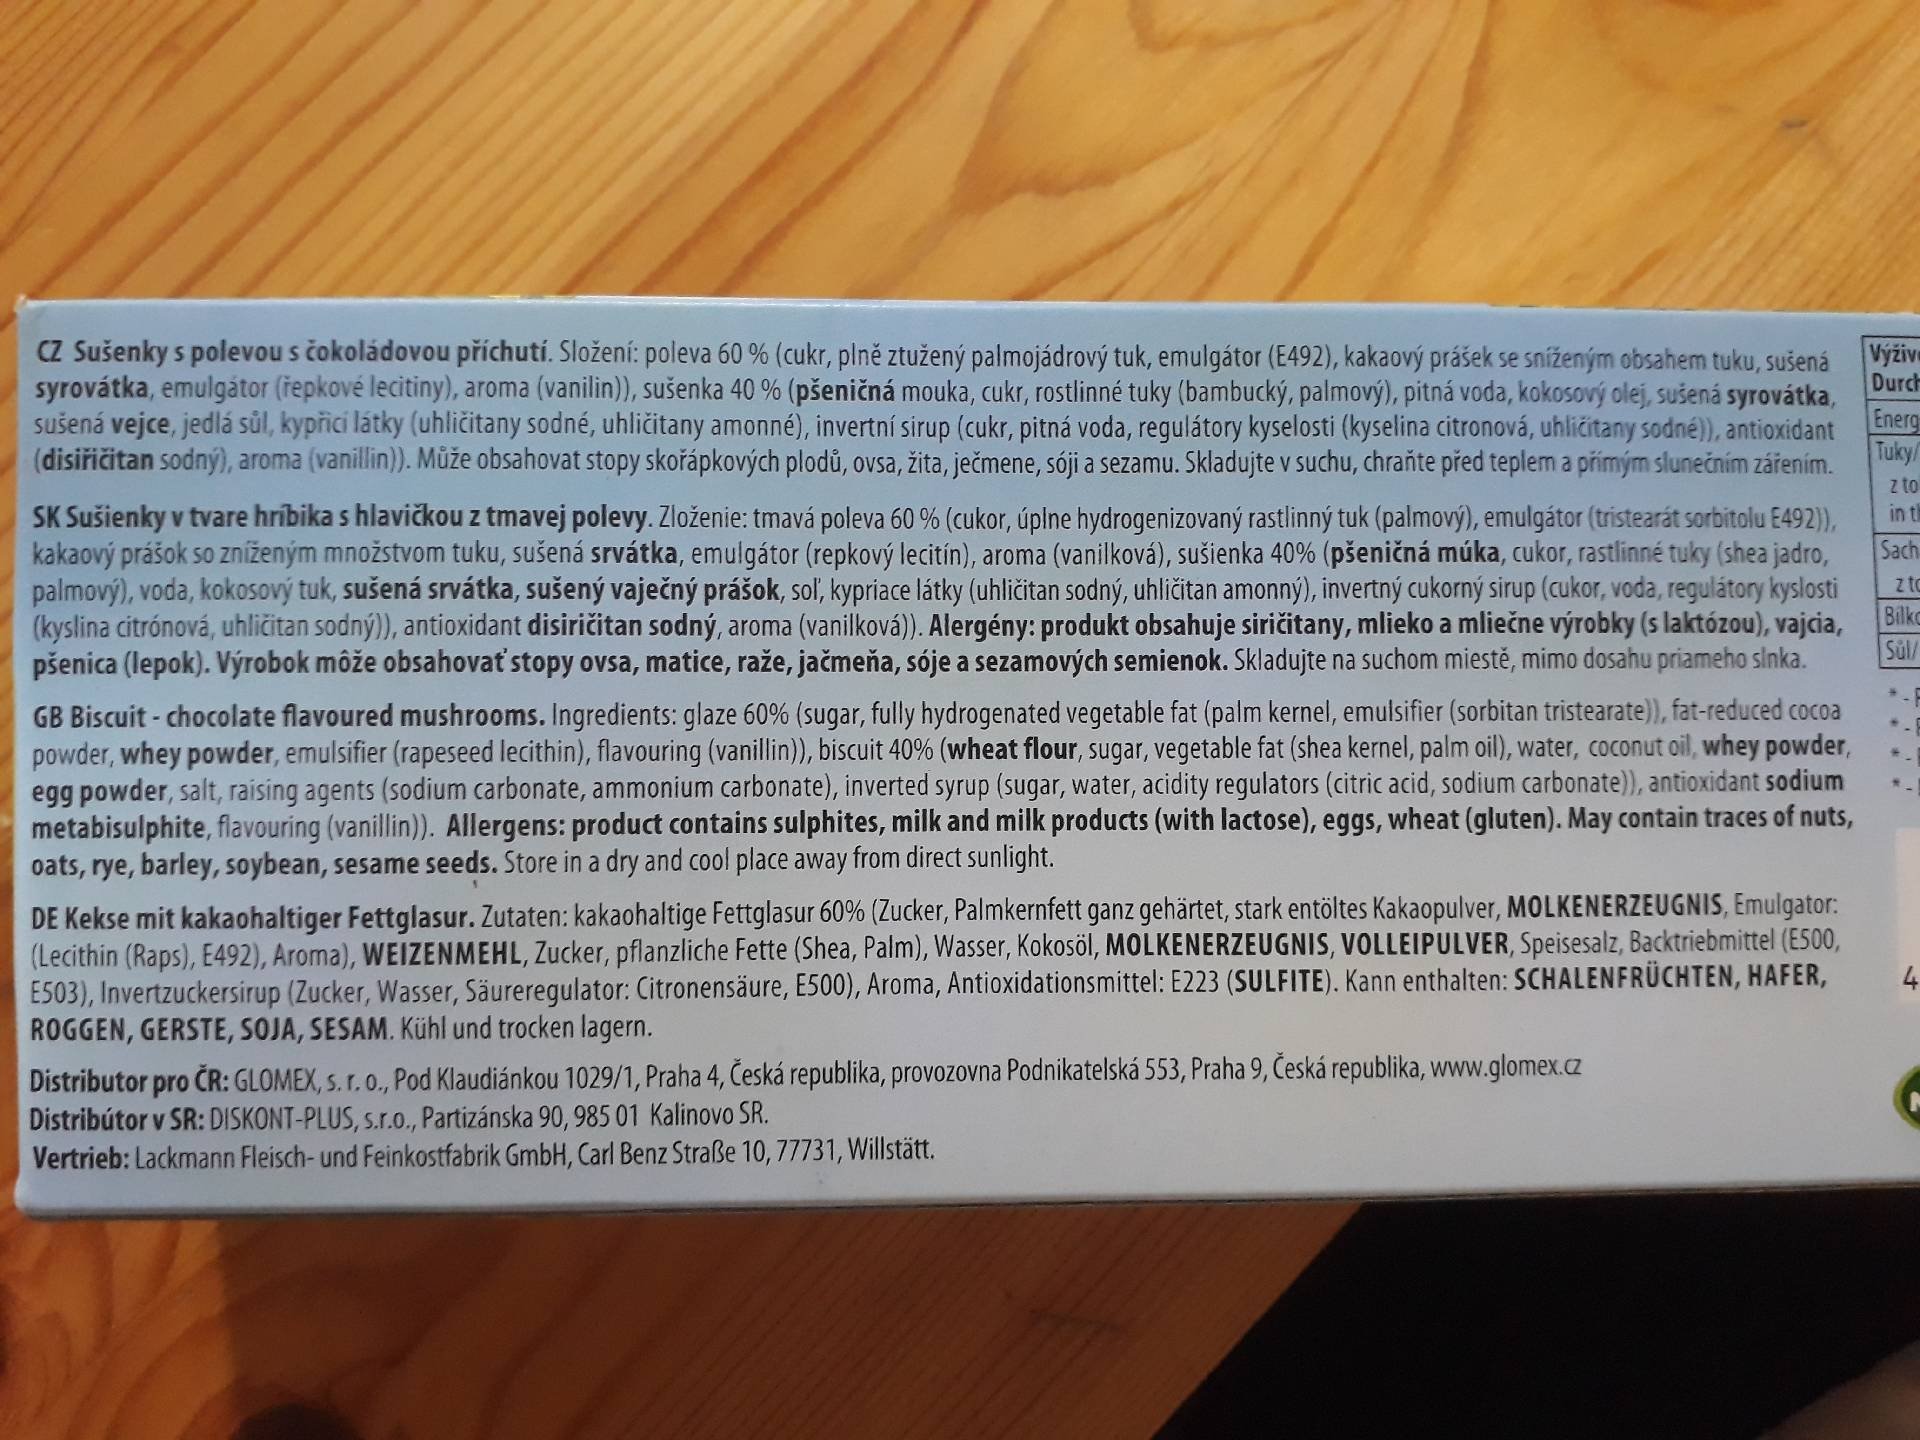 CZ Sušenky s polevou s čokoládovou příchutí. Složení: poleva 60 % (cukr, plně ztužený palmojádrový tuk, emulgátor (E492), kakaový prášek se sníženým obsahem tuku, sušená
syrovátka, emulgátor (řepkové lecitiny), aroma (vanilin)), sušenka 40 % (pšeničná mouka, cukr, rostlinné tuky (bambucký, palmový), pitná voda, kokosový olej, sušená syrovátka,
sušená vejce, jedlá sůl, kypřicí látky (uhličitany sodné, uhličitany amonné), invertní sirup (cukr, pitná voda, regulátory kyselosti (kyselina citronová, uhličitany sodné)), antioxidant
(disiřičitan sodný), aroma (vanillin)). Může obsahovat stopy skořápkových plodů, ovsa, žita, ječmene, sóji a sezamu. Skladujte v suchu, chraňte před teplem a přímým slunečním zářením.
SK Sušienky v tvare hríbika s hlavičkou z tmavej polevy. Zloženie: tmavá poleva 60 % (cukor, úplne hydrogenizovaný rastlinný tuk (palmový), emulgátor (tristearát sorbitolu E492)),
kakaový prášok so zníženým množstvom tuku, sušená srvátka, emulgátor (repkový lecitín), aroma (vanilková), sušienka 40% (pšeničná múka, cukor, rastlinné tuky (shea jadro,
palmový), voda, kokosový tuk, sušená srvátka, sušený vaječný prášok, soľ, kypriace látky (uhličitan sodný, uhličitan amonný), invertný cukorný sirup (cukor, voda, regulátory kyslosti
(kyslina citrónová, uhličitan sodný)), antioxidant disiričitan sodný, aroma (vanilková)). Alergény: produkt obsahuje siričitany, mlieko a mliečne výrobky (s laktózou), vajcia,
pšenica (lepok). Výrobok môže obsahovať stopy ovsa, matice, raže, jačmeňa, sóje a sezamových semienok. Skladujte na suchom miestě, mimo dosahu priameho slnka.
GB Biscuit - chocolate flavoured mushrooms. Ingredients: glaze 60% (sugar, fully hydrogenated vegetable fat (palm kernel, emulsifier (sorbitan tristearate)), fat-reduced cocoa
powder, whey powder, emulsifier (rapeseed lecithin), flavouring (vanillin)), biscuit 40% (wheat flour, sugar, vegetable fat (shea kernel, palm oil), water, coconut oil, whey powder,
egg powder, salt, raising agents (sodium carbonate, ammonium carbonate), inverted syrup (sugar, water, acidity regulators (citric acid, sodium carbonate)), antioxidant sodium
metabisulphite, flavouring (vanillin)). Allergens: product contains sulphites, milk and milk products (with lactose), eggs, wheat (gluten). May contain traces of nuts,
oats, rye, barley, soybean, sesame seeds. Store in a dry and cool place away from direct sunlight.
DE Kekse mit kakaohaltiger Fettglasur. Zutaten: kakaohaltige Fettglasur 60% (Zucker, Palmkernfett ganz gehärtet, stark entöltes Kakaopulver, MOLKENERZEUGNIS, Emulgator:
(Lecithin (Raps), E492), Aroma), WEIZENMEHL, Zucker, pflanzliche Fette (Shea, Palm), Wasser, Kokosöl, MOLKENERZEUGNIS, VOLLEIPULVER, Speisesalz, Backtriebmittel (E500,
E503), Invertzuckersirup (Zucker, Wasser, Säureregulator: Citronensäure, E500), Aroma, Antioxidationsmittel: E223 (SULFITE). Kann enthalten: SCHALENFRÜCHTEN, HAFER,
ROGGEN, GERSTE, SOJA, SESAM. Kühl und trocken lagern.
Distributor pro ČR: GLOMEX, s. r. o., Pod Klaudiánkou 1029/1, Praha 4, Česká republika, provozovna Podnikatelská 553, Praha 9, Česká republika, www.glomex.cz
Distribútor v SR: DISKONT-PLUS, s.r.o., Partizánska 90, 985 01 Kalinovo SR.
Vertrieb: Lackmann Fleisch- und Feinkostfabrik GmbH, Carl Benz Straße 10, 77731, Willstätt.
Tuky/
z to
Sůl/
4